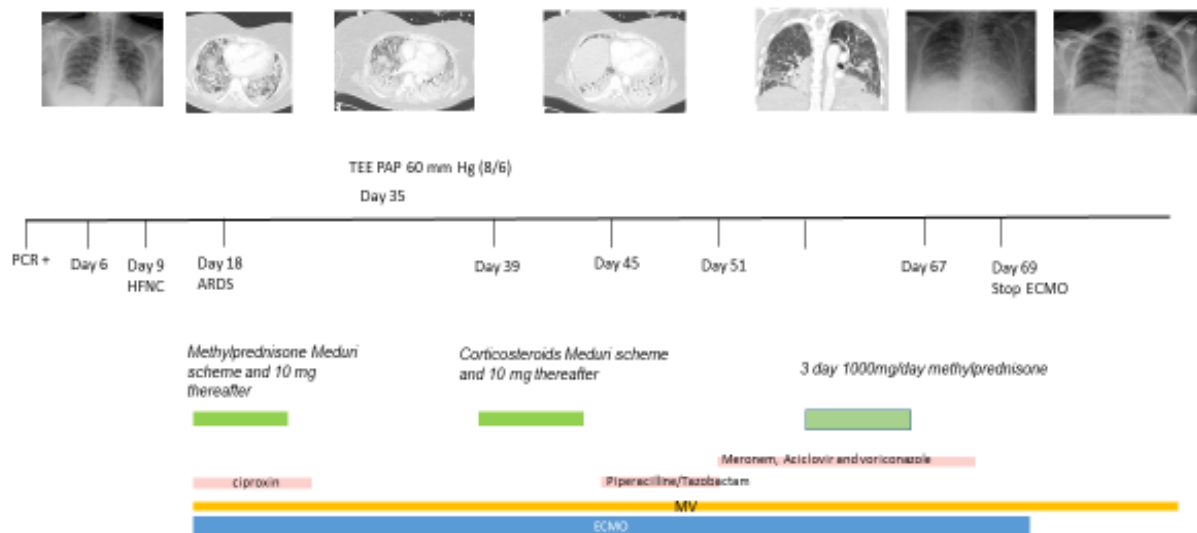 TEE PAP 60 mm Hg (8/6)
Day 35
PCR +
Day 6
Day 9
HFNC
Day 18
ARDS
Day 39
Day 45
Day 51
Day 67
Day 69
Stop ECMO
Methylprednisone Meduri
scheme and 10 mg
thereafter
Corticosteroids Meduri scheme
and 10 mg thereafter
3 day 1000mg/day methylprednisone
Meronem, Aciclovir and voriconazole
ciproxin
Piperacilline/Tazobactam
MV
ECMO